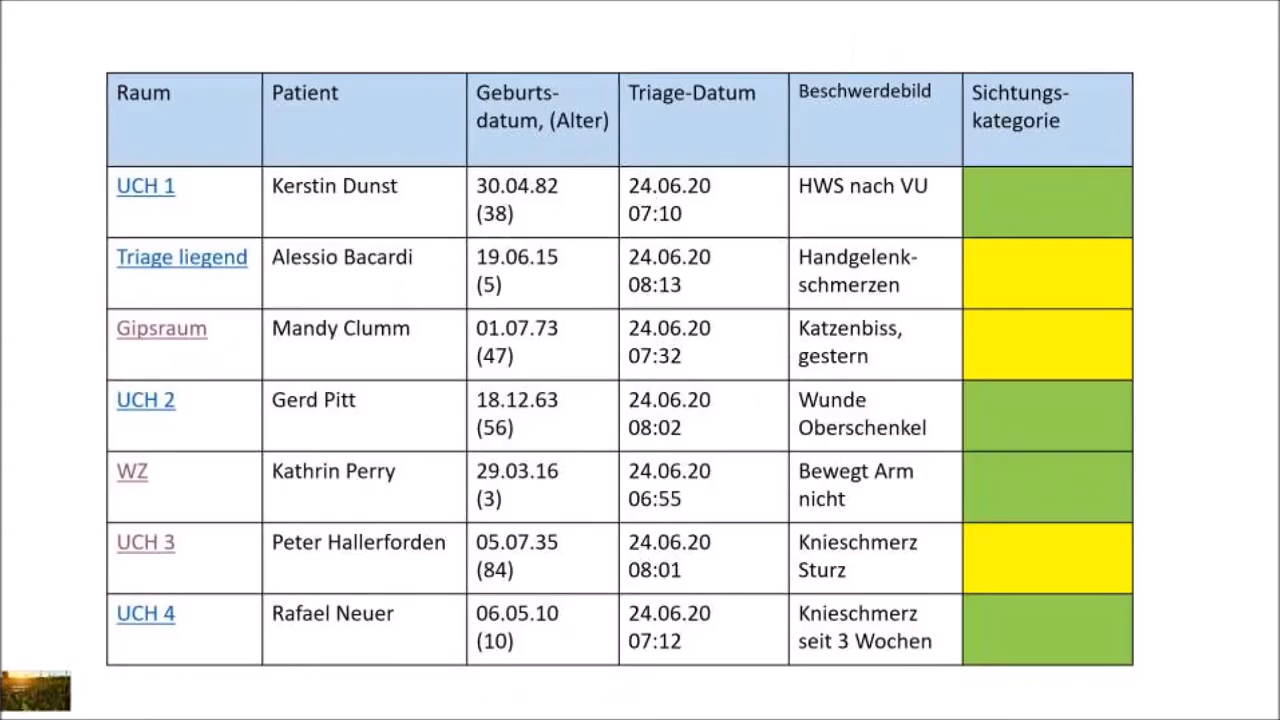 Raum
Patient
Geburts-
datum, (Alter)
Triage-Datum
Beschwerdebild
Sichtungs-
kategorie
UCH 1
Kerstin Dunst
30.04.82
(38)
24.06.20
07:10
HWS nach VU
Triage liegend
Alessio Bacardi
19.06.15
(5)
24.06.20
08:13
Handgelenk-
schmerzen
Gipsraum
Mandy Clumm
01.07.73
(47)
24.06.20
07:32
Katzenbiss,
gestern
UCH 2
Gerd Pitt
18.12.63
(56)
24.06.20
08:02
Wunde
Oberschenkel
WZ
Kathrin Perry
29.03.16
(3)
24.06.20
06:55
Bewegt Arm
nicht
UCH 3
Peter Hallerforden
05.07.35
(84)
24.06.20
08:01
Knieschmerz
Sturz
UCH 4
Rafael Neuer
06.05.10
(10)
24.06.20
07:12
Knieschmerz
seit 3 Wochen